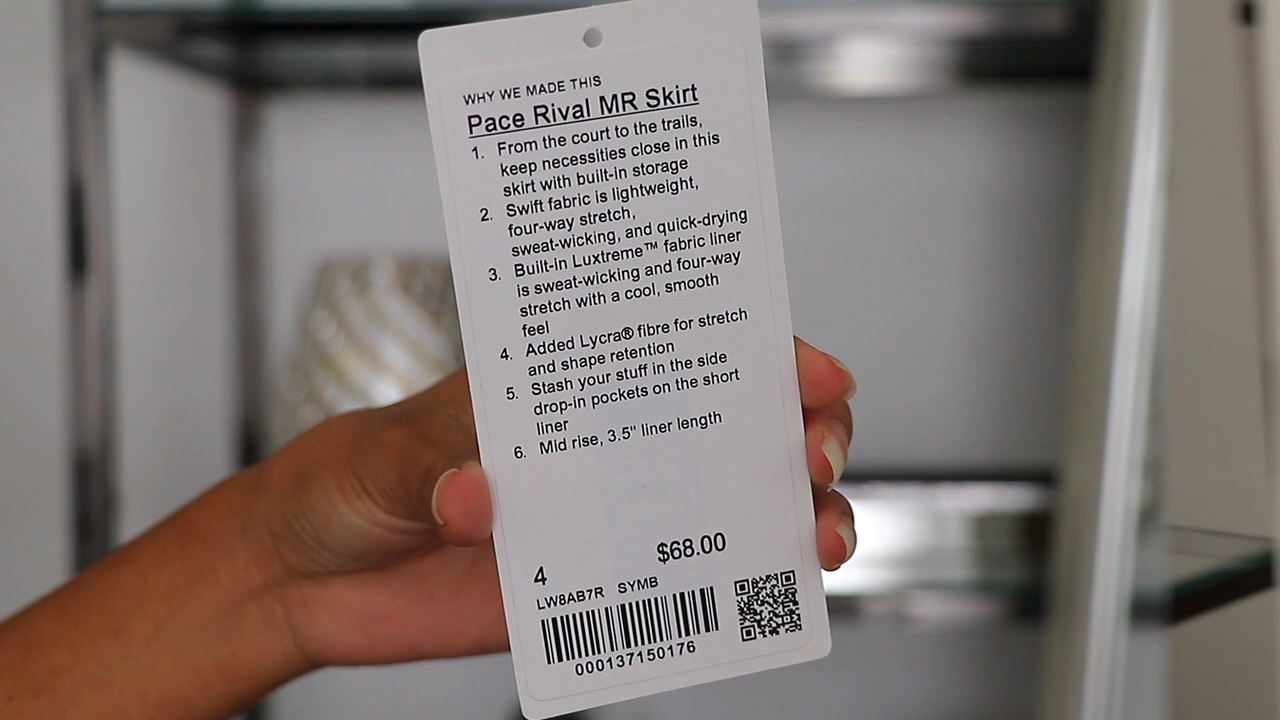 WHY WE MADE THIS
Pace Rival MR Skirt
1. From the court to the trails,
keep necessities close in this
skirt with built-in storage
2. Swift fabric is lightweight,
four-way stretch,
sweat-wicking, and quick-drying
3. Built-in Luxtreme™ fabric liner
is sweat-wicking and four-way
stretch with a cool, smooth
feel
4. Added Lycra® fibre for stretch
and shape retention
5. Stash your stuff in the side
drop-in pockets on the short
liner
6. Mid rise, 3.5" liner length
4 $68.00
LW8AB7R SYMB
000137150176